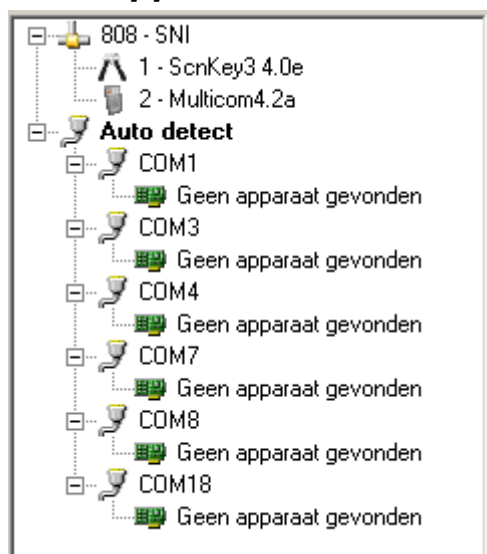 808 - SNI
1 - ScnKey3 4.0e
2 - Multicom4.2a
Auto detect
COM1
Geen apparaat gevonden
COM3
Geen apparaat gevonden
COM4
Geen apparaat gevonden
COM7
Geen apparaat gevonden
COM8
Geen apparaat gevonden
COM18
Geen apparaat gevonden